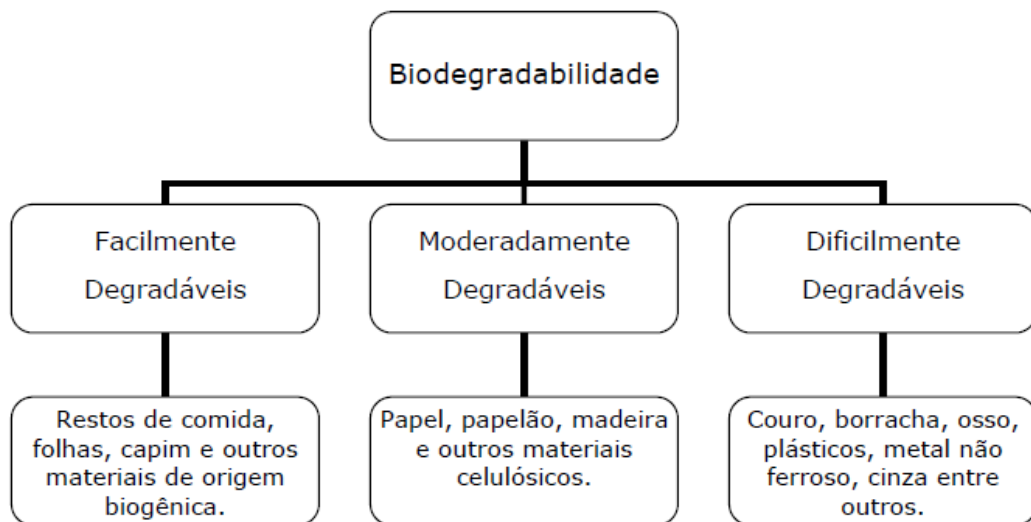 Biodegradabilidade
Facilmente
Degradáveis
Moderadamente
Degradáveis
Dificilmente
Degradáveis
Restos de comida,
folhas, capim e outros
materiais de origem
biogênica.
Papel, papelão, madeira
e outros materiais
celulósicos.
Couro, borracha, osso,
plásticos, metal não
ferroso, cinza entre
outros.